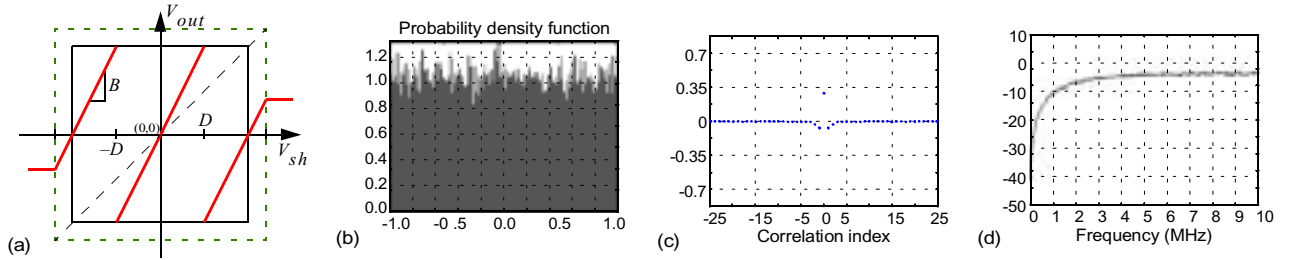 V_out
B
(0,0)
D
−D
V_sh
(a)
Probability density function
1.2
1.0
0.8
0.6
0.4
0.2
0.0
-1.0 -0.5 0.0 0.5 1.0
(b)
0.7
0.35
0
-0.35
-0.7
-25 -15 -5 0 5 15 25
Correlation index
(c)
10
0
-10
-20
-30
-40
-50
0 1 2 3 4 5 6 7 8 9 10
Frequency (MHz)
(d)